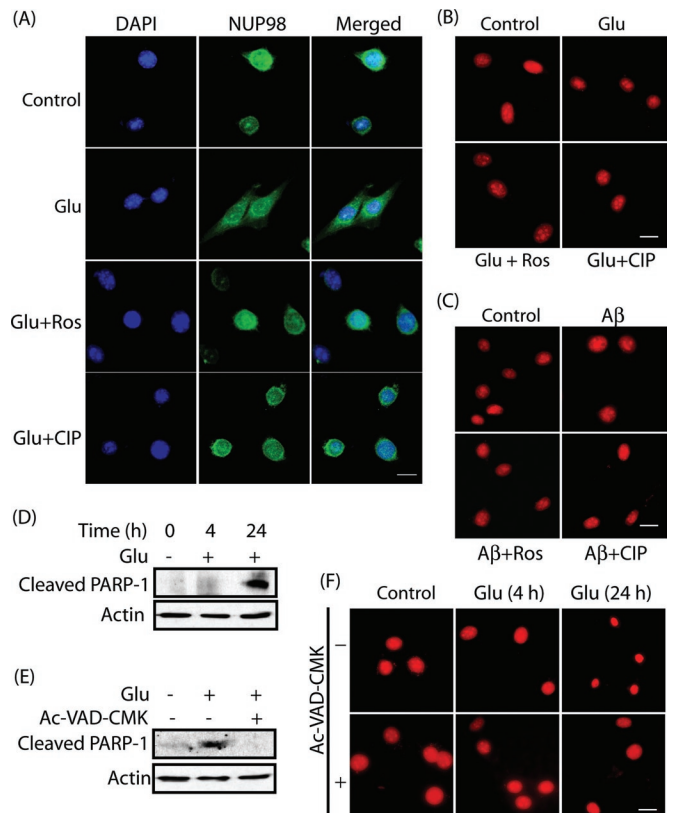 (A)
DAPI NUP98 Merged
Control
Glu
Glu+Ros
Glu+CIP
(B)
Control Glu
Glu + Ros Glu+CIP
(C)
Control Aβ
Aβ+Ros Aβ+CIP
(D)
Time (h) 0 4 24
Glu - + +
Cleaved PARP-1
Actin
(E)
Glu - + +
Ac-VAD-CMK - - +
Cleaved PARP-1
Actin
(F)
Control Glu (4 h) Glu (24 h)
Ac-VAD-CMK
−
+